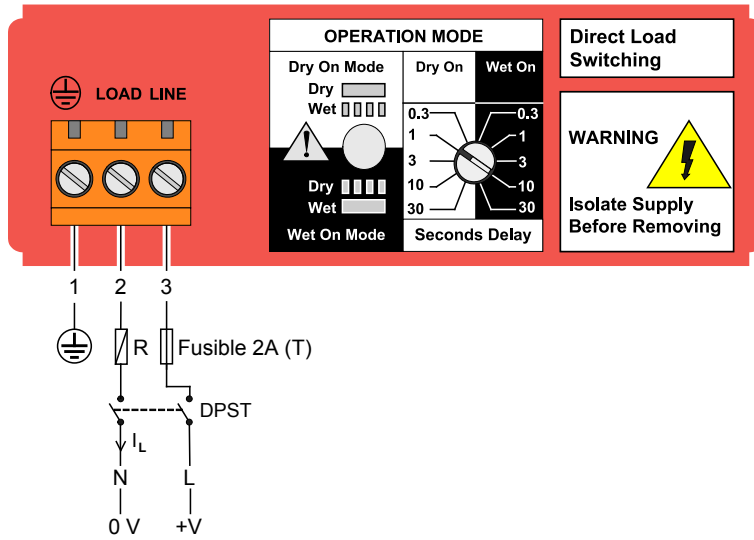 OPERATION MODE
Direct Load
Switching
Dry On Mode
Dry On
Wet On
Dry
Wet
LOAD LINE
0.3
0.3
1
1
3
3
10
10
30
30
Dry
Wet
Wet On Mode
Seconds Delay
WARNING
Isolate Supply
Before Removing
1
2
3
R
Fusible 2A (T)
DPST
IL
N
L
0 V
+V